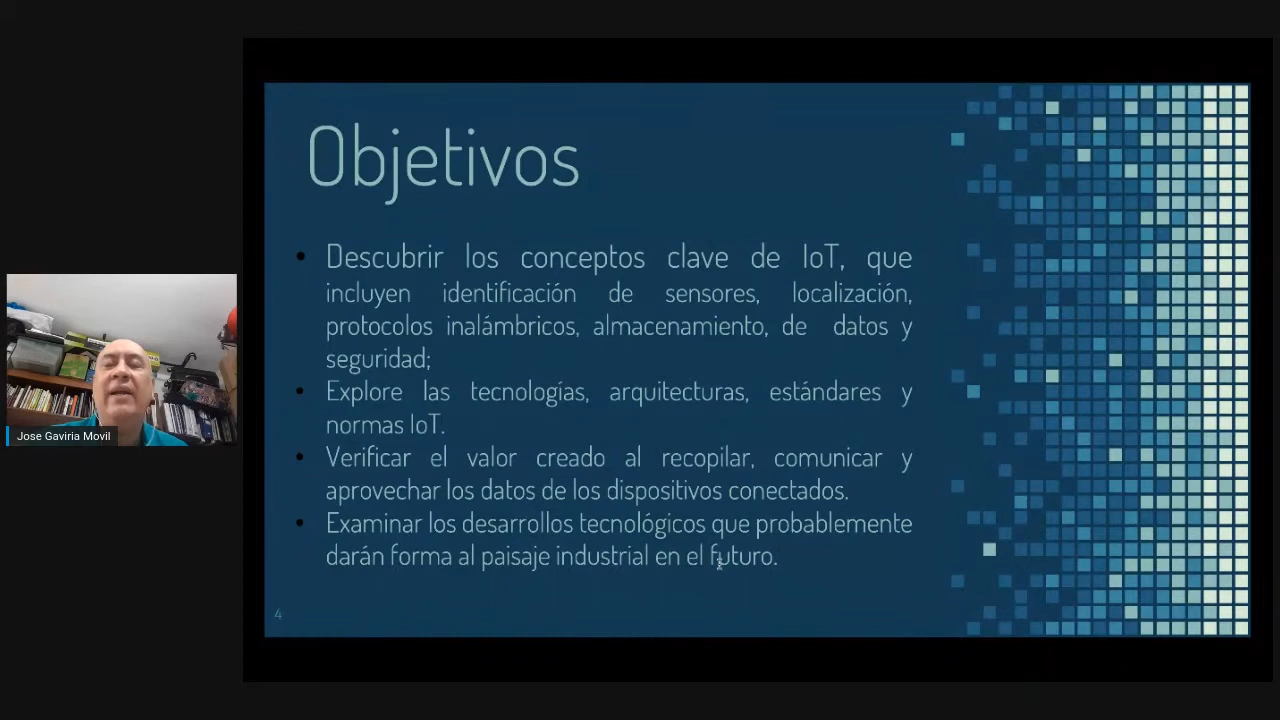 Objetivos
• Descubrir los conceptos clave de IoT, que
incluyen identificación de sensores, localización,
protocolos inalámbricos, almacenamiento, de datos y
seguridad;
• Explore las tecnologías, arquitecturas, estándares y
normas IoT.
• Verificar el valor creado al recopilar, comunicar y
aprovechar los datos de los dispositivos conectados.
• Examinar los desarrollos tecnológicos que probablemente
darán forma al paisaje industrial en el futuro.
4
Jose Gaviria Movil